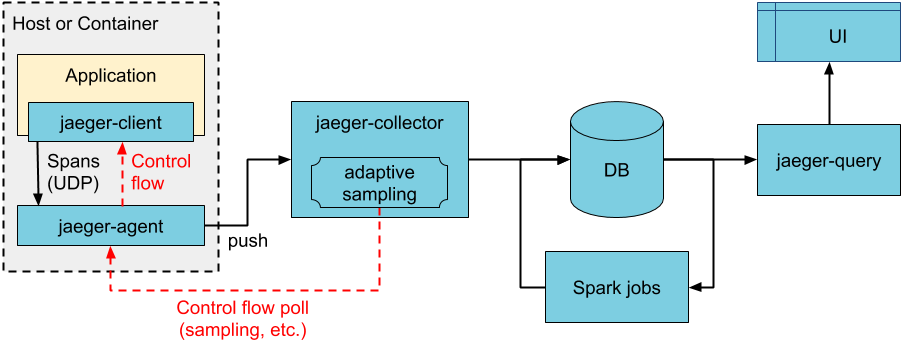 Host or Container
Application
jaeger-client
Spans
(UDP)
Control
flow
jaeger-agent
push
jaeger-collector
adaptive
sampling
Control flow poll
(sampling, etc.)
DB
Spark jobs
UI
jaeger-query